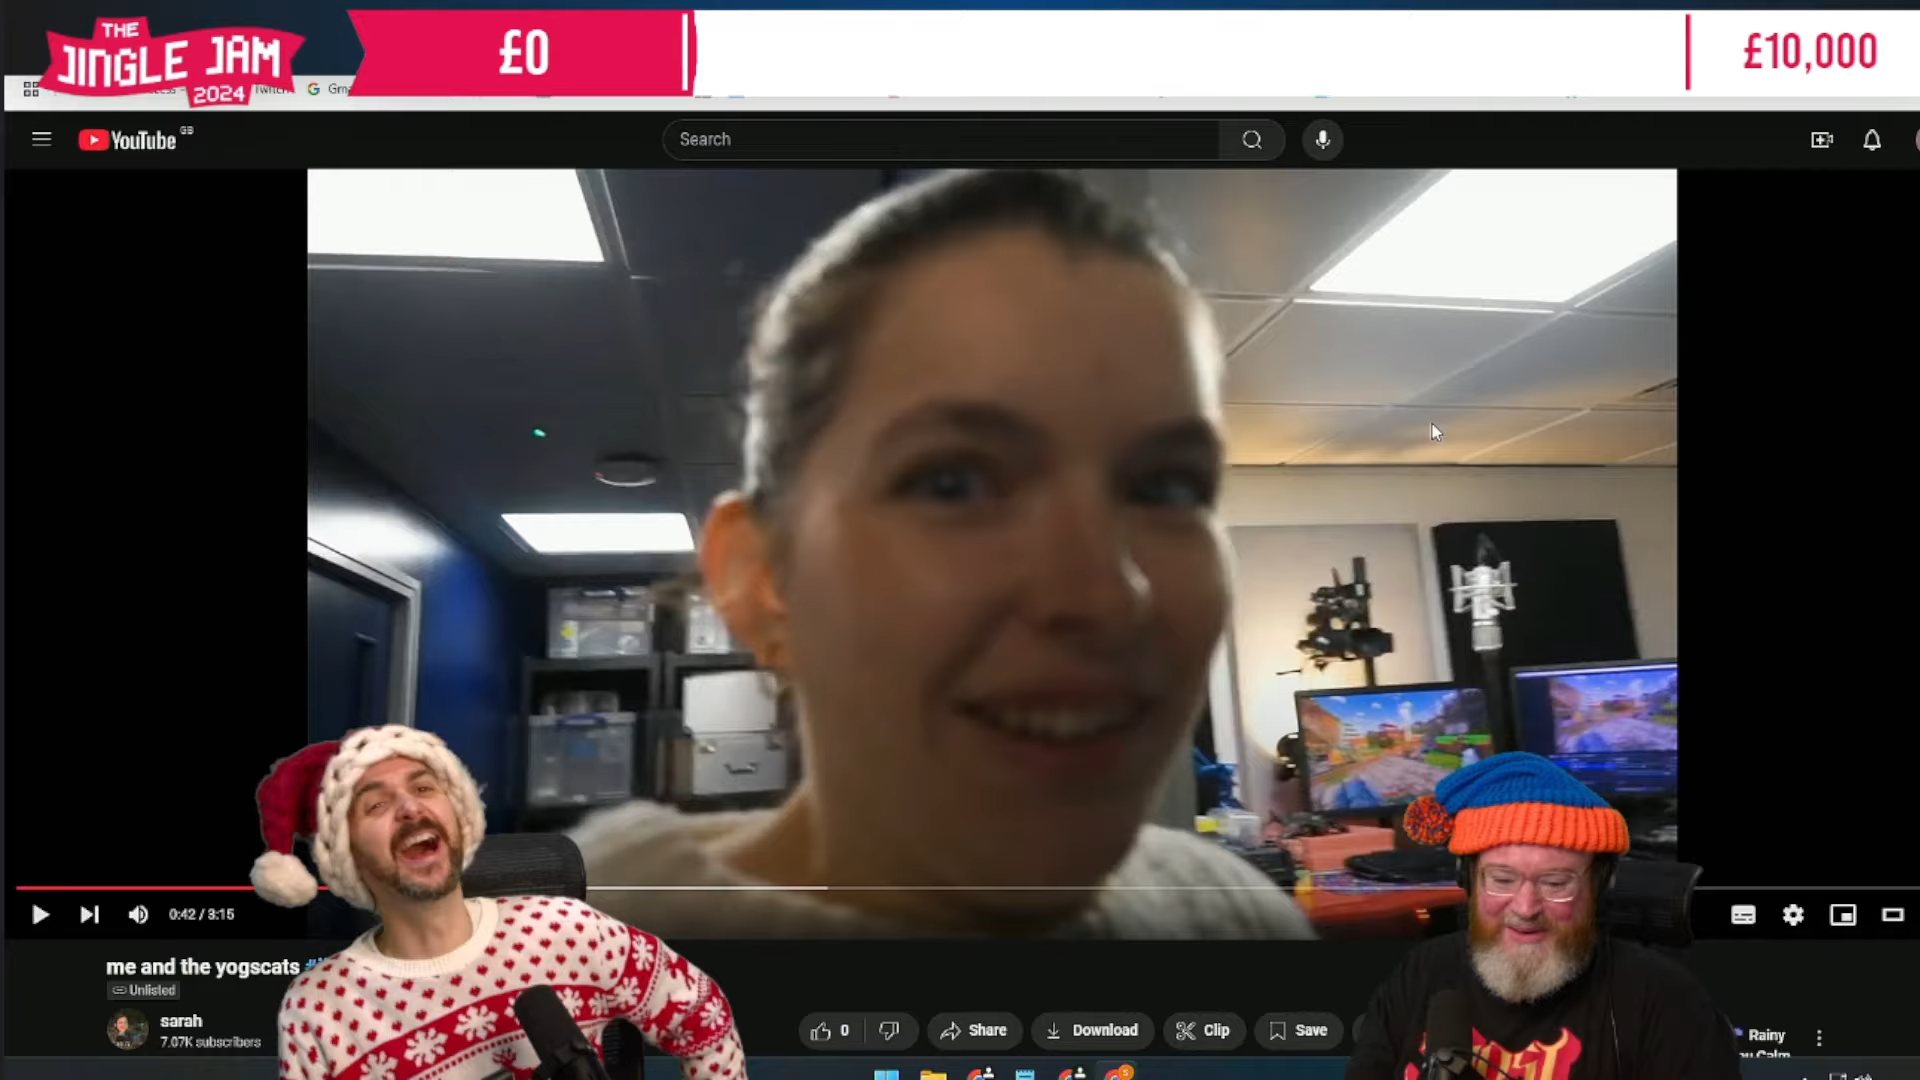 THE
JINGLE JAM
2024
£0
£10,000
Twitch
YouTube GB
Search
0:42 / 3:15
me and the yogscats
Unlisted
sarah
7.07K subscribers
0
Share
Download
Clip
Save
Rainy